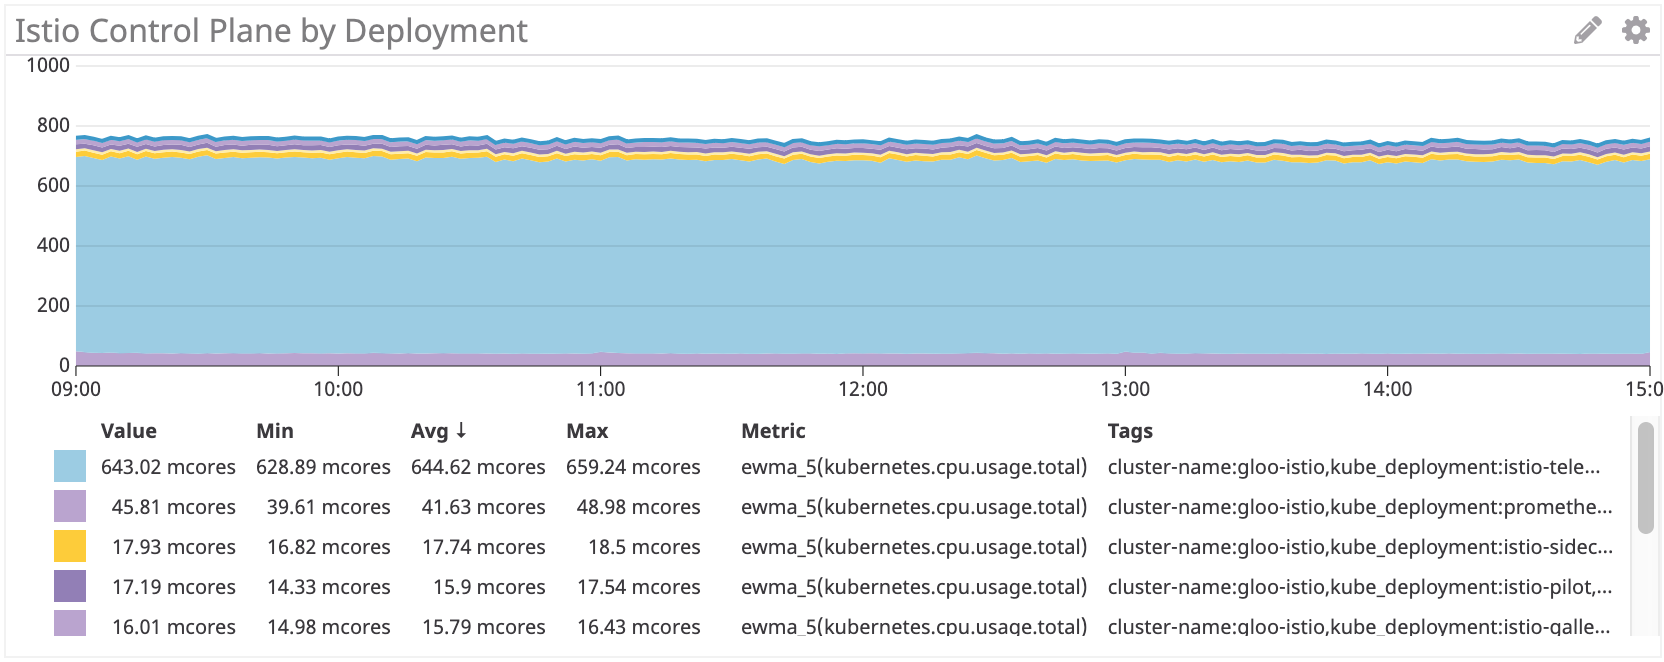 Istio Control Plane by Deployment
1000
800
600
400
200
0
09:00 10:00 11:00 12:00 13:00 14:00 15:0
Value Min Avg ↓ Max Metric Tags
643.02 mcores 628.89 mcores 644.62 mcores 659.24 mcores ewma_5(kubernetes.cpu.usage.total) cluster-name:gloo-istio,kube_deployment:istio-tele...
45.81 mcores 39.61 mcores 41.63 mcores 48.98 mcores ewma_5(kubernetes.cpu.usage.total) cluster-name:gloo-istio,kube_deployment:promethe...
17.93 mcores 16.82 mcores 17.74 mcores 18.5 mcores ewma_5(kubernetes.cpu.usage.total) cluster-name:gloo-istio,kube_deployment:istio-sidec...
17.19 mcores 14.33 mcores 15.9 mcores 17.54 mcores ewma_5(kubernetes.cpu.usage.total) cluster-name:gloo-istio,kube_deployment:istio-pilot,...
16.01 mcores 14.98 mcores 15.79 mcores 16.43 mcores ewma_5(kubernetes.cpu.usage.total) cluster-name:gloo-istio,kube_deployment:istio-galle...